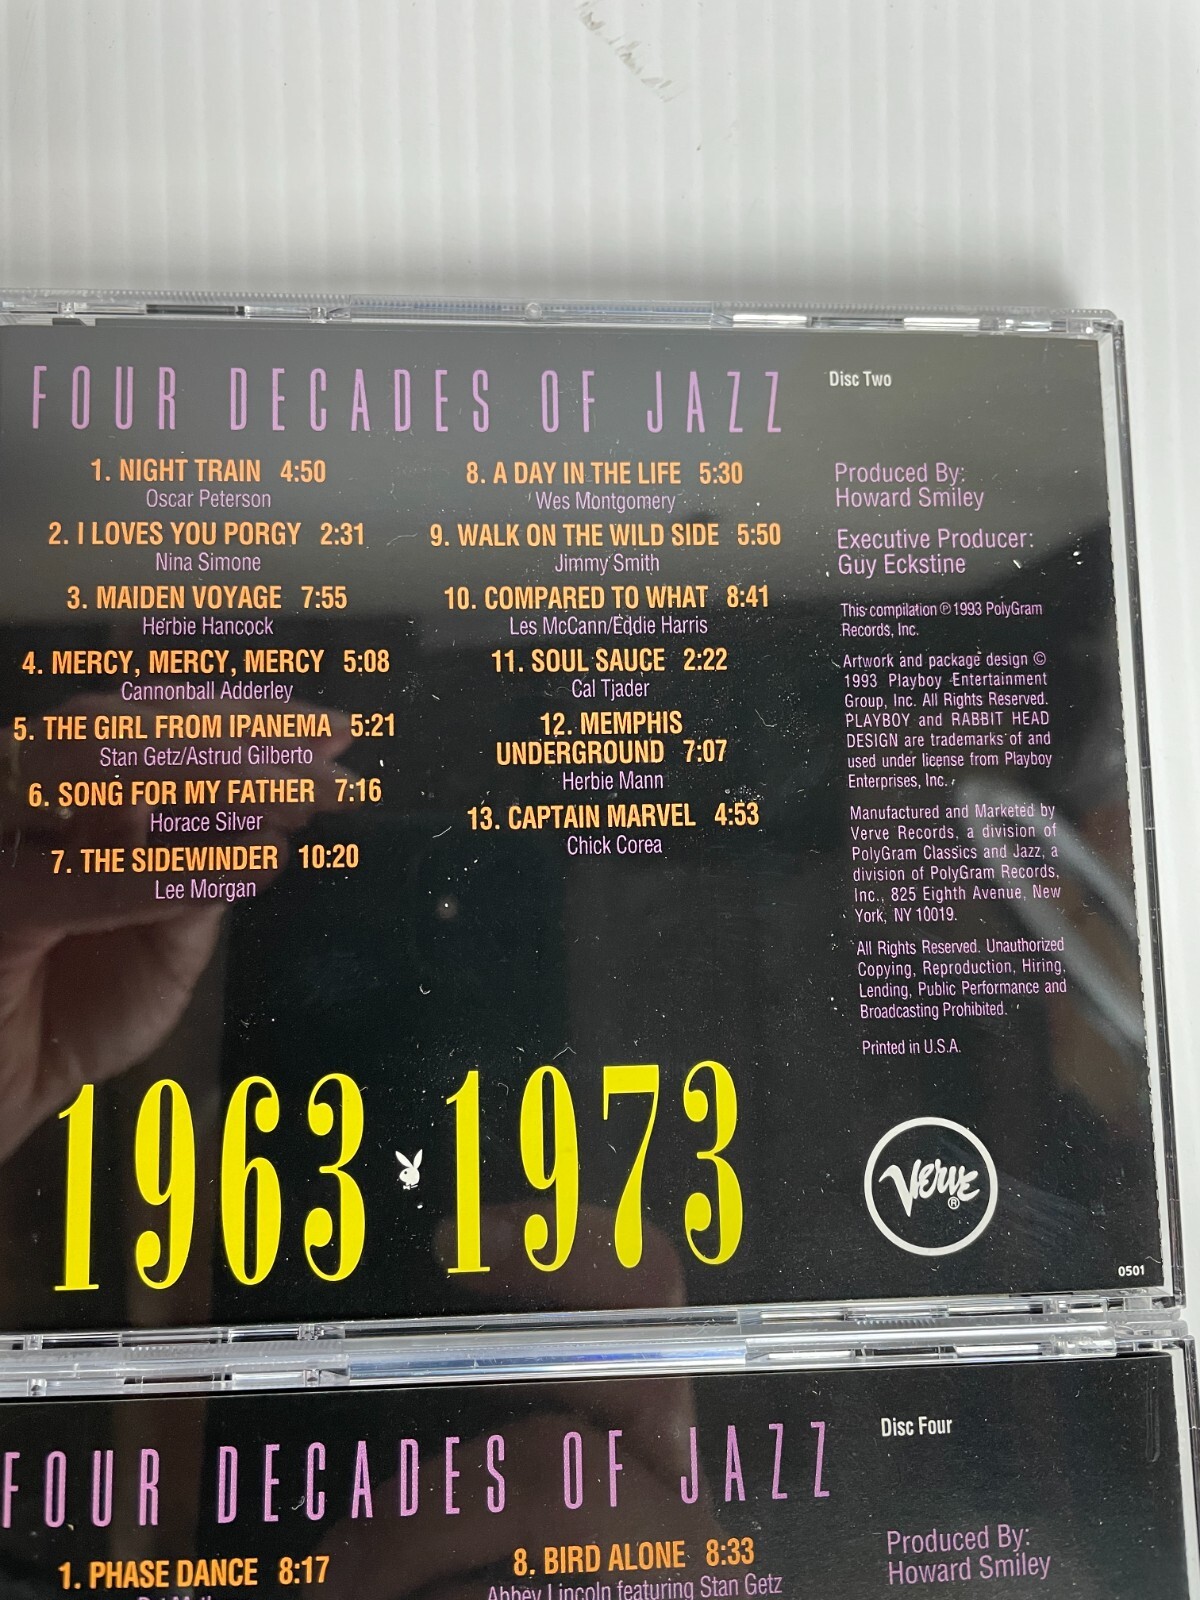 FOUR DECADES OF JAZZ
Disc Two
1. NIGHT TRAIN 4:50
Oscar Peterson
2. I LOVES YOU PORGY 2:31
Nina Simone
3. MAIDEN VOYAGE 7:55
Herbie Hancock
4. MERCY, MERCY, MERCY 5:08
Cannonball Adderley
5. THE GIRL FROM IPANEMA 5:21
Stan Getz/Astrud Gilberto
6. SONG FOR MY FATHER 7:16
Horace Silver
7. THE SIDEWINDER 10:20
Lee Morgan
8. A DAY IN THE LIFE 5:30
Wes Montgomery
9. WALK ON THE WILD SIDE 5:50
Jimmy Smith
10. COMPARED TO WHAT 8:41
Les McCann/Eddie Harris
11. SOUL SAUCE 2:22
Cal Tjader
12. MEMPHIS
UNDERGROUND 7:07
Herbie Mann
13. CAPTAIN MARVEL 4:53
Chick Corea
Produced By:
Howard Smiley
Executive Producer:
Guy Eckstine
This compilation ℗ 1993 PolyGram
Records, Inc.
Artwork and package design ©
1993 Playboy Entertainment
Group, Inc. All Rights Reserved.
PLAYBOY and RABBIT HEAD
DESIGN are trademarks of and
used under license from Playboy
Enterprises, Inc.
Manufactured and Marketed by
Verve Records, a division of
PolyGram Classics and Jazz, a
division of PolyGram Records,
Inc., 825 Eighth Avenue, New
York, NY 10019.
All Rights Reserved. Unauthorized
Copying, Reproduction, Hiring,
Lending, Public Performance and
Broadcasting Prohibited.
Printed in U.S.A.
1963 1973
Verve ®
0501
FOUR DECADES OF JAZZ
Disc Four
1. PHASE DANCE 8:17
8. BIRD ALONE 8:33
Abbey Lincoln featuring Stan Getz
Produced By:
Howard Smiley